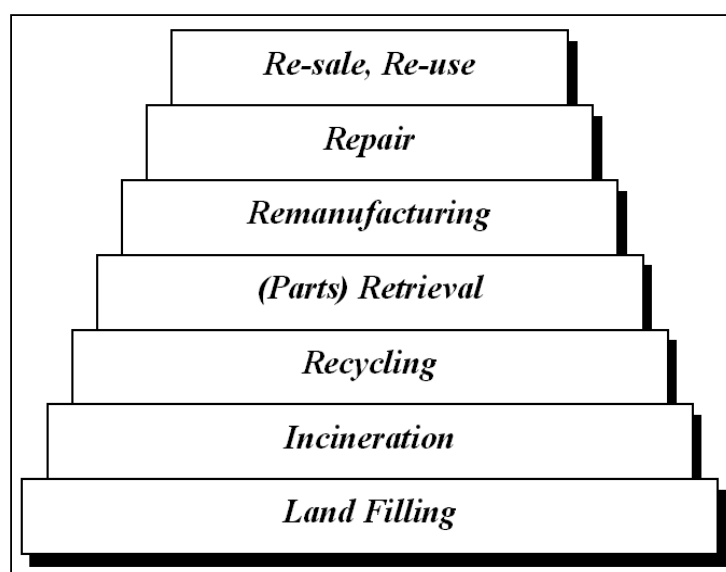 Re-sale, Re-use
Repair
Remanufacturing
(Parts) Retrieval
Recycling
Incineration
Land Filling